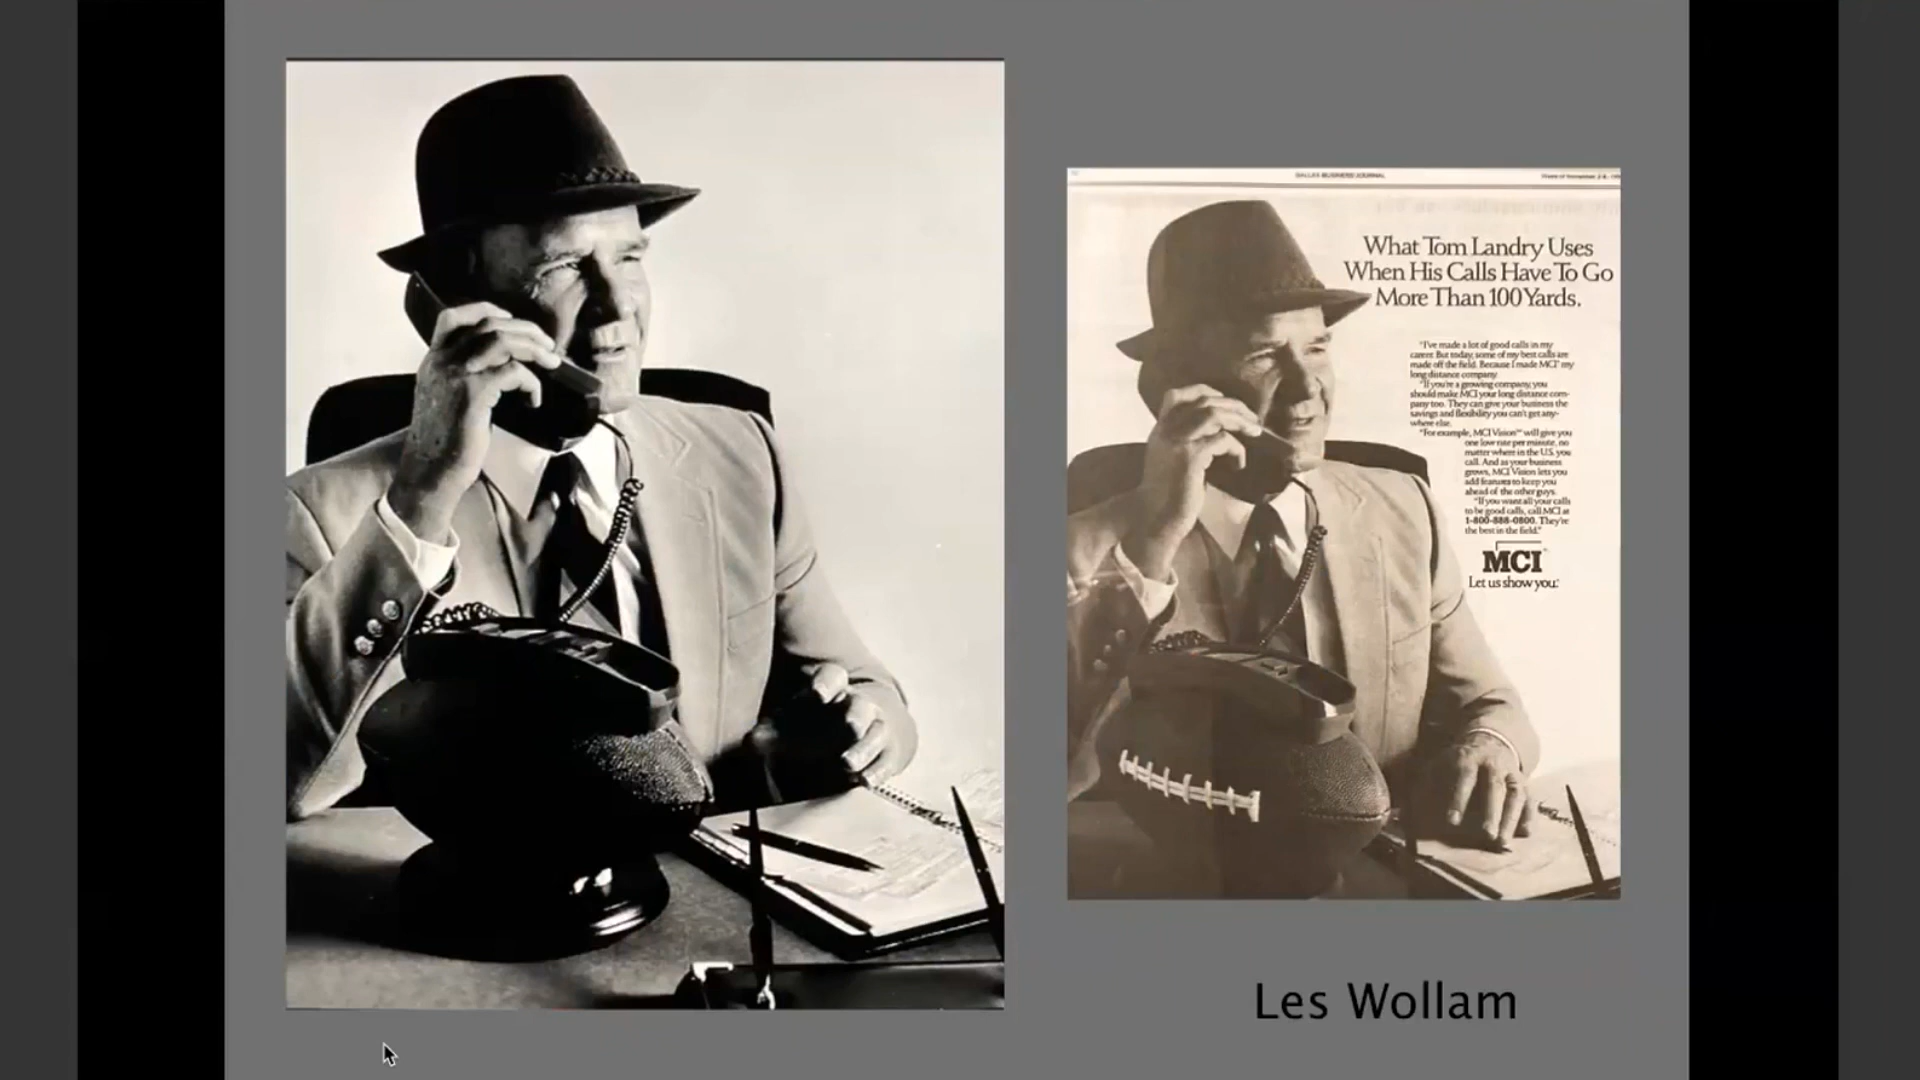 DALLAS BUSINESS JOURNAL
What Tom Landry Uses
When His Calls Have To Go
More Than 100 Yards.
"I've made a lot of good calls in my
career. But today, some of my best calls are
made off the field. Because I made MCI® my
long distance company.
"If you're a growing company, you
should make MCI your long distance com-
pany too. They can give your business the
savings and flexibility you can't get any-
where else.
"For example, MCI Vision℠ will give you
one low rate per minute, no
matter where in the U.S. you
call. And as your business
grows, MCI Vision lets you
add features to keep you
ahead of the other guys.
"If you want all your calls
to be good calls, call MCI at
1-800-888-0800. They're
the best in the field."
MCI
Let us show you.
Les Wollam